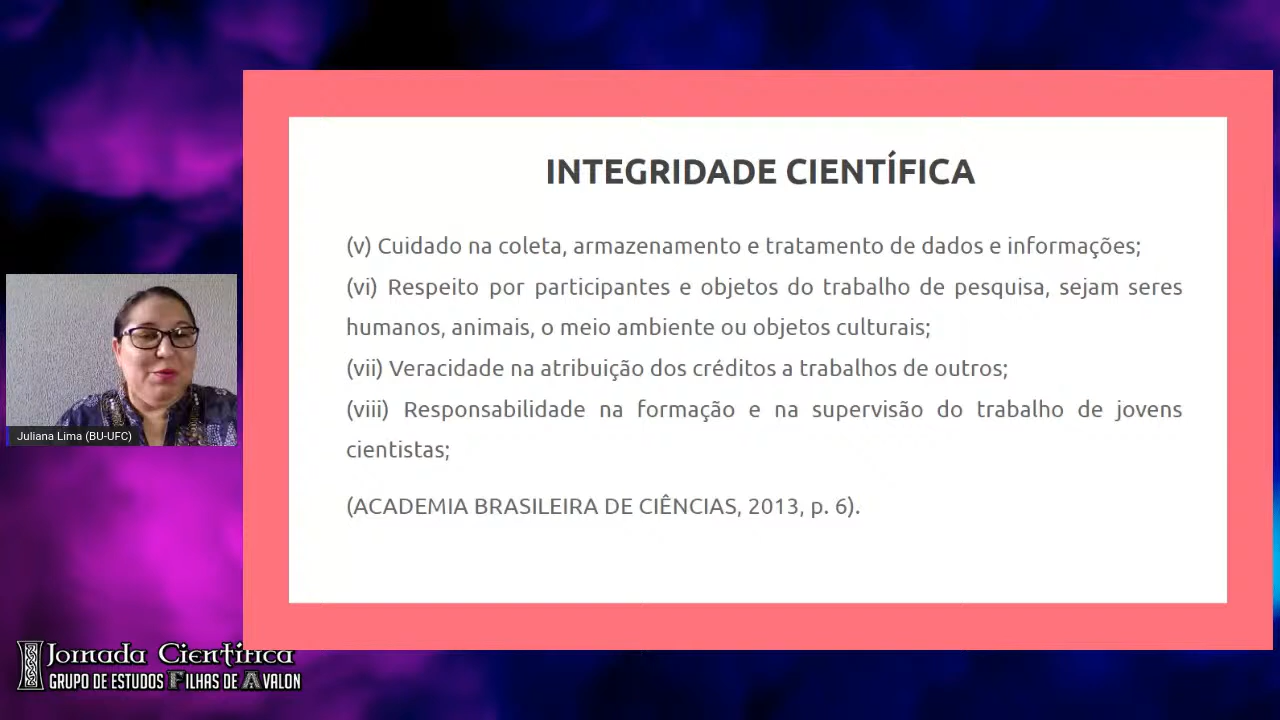 INTEGRIDADE CIENTÍFICA
(v) Cuidado na coleta, armazenamento e tratamento de dados e informações;
(vi) Respeito por participantes e objetos do trabalho de pesquisa, sejam seres
humanos, animais, o meio ambiente ou objetos culturais;
(vii) Veracidade na atribuição dos créditos a trabalhos de outros;
(viii) Responsabilidade na formação e na supervisão do trabalho de jovens
cientistas;
(ACADEMIA BRASILEIRA DE CIÊNCIAS, 2013, p. 6).
Juliana Lima (BU-UFC)
Jornada Científica
GRUPO DE ESTUDOS FILHAS DE AVALON